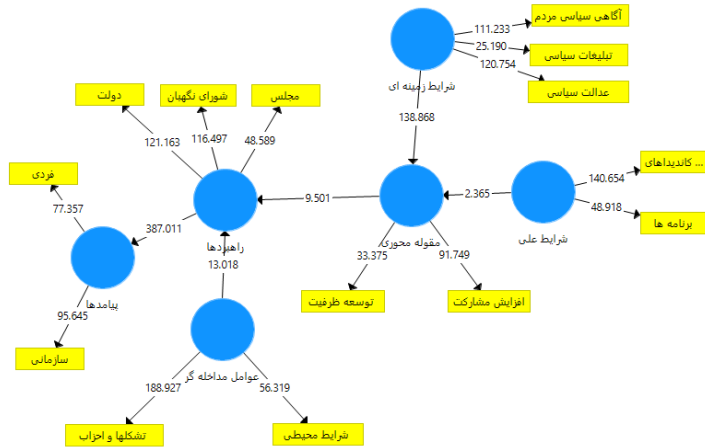 آگاهی سیاسی مردم
111.233
25.190
تبلیغات سیاسی
120.754
شرایط زمینه ای
عدالت سیاسی
دولت
شورای نگهبان
مجلس
138.868
121.163
116.497
48.589
... کاندیداهای
140.654
فردی
77.357
9.501
2.365
48.918
برنامه ها
387.011
راهبردها
مقوله محوری
شرایط علی
13.018
33.375
91.749
پیامدها
توسعه ظرفیت
افزایش مشارکت
95.645
سازمانی
عوامل مداخله گر
188.927
56.319
تشکلها و احزاب
شرایط محیطی